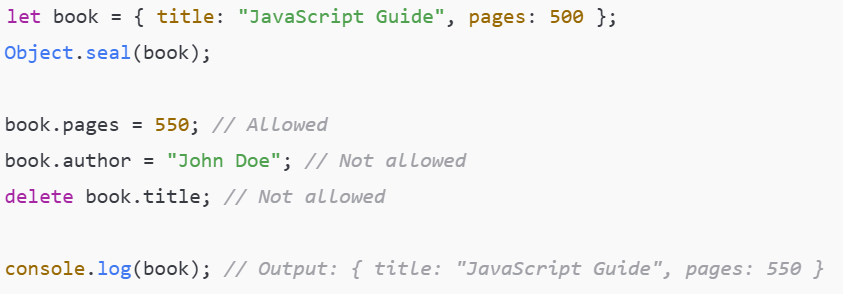 let book = { title: "JavaScript Guide", pages: 500 };
Object.seal(book);
book.pages = 550; // Allowed
book.author = "John Doe"; // Not allowed
delete book.title; // Not allowed
console.log(book); // Output: { title: "JavaScript Guide", pages: 550 }